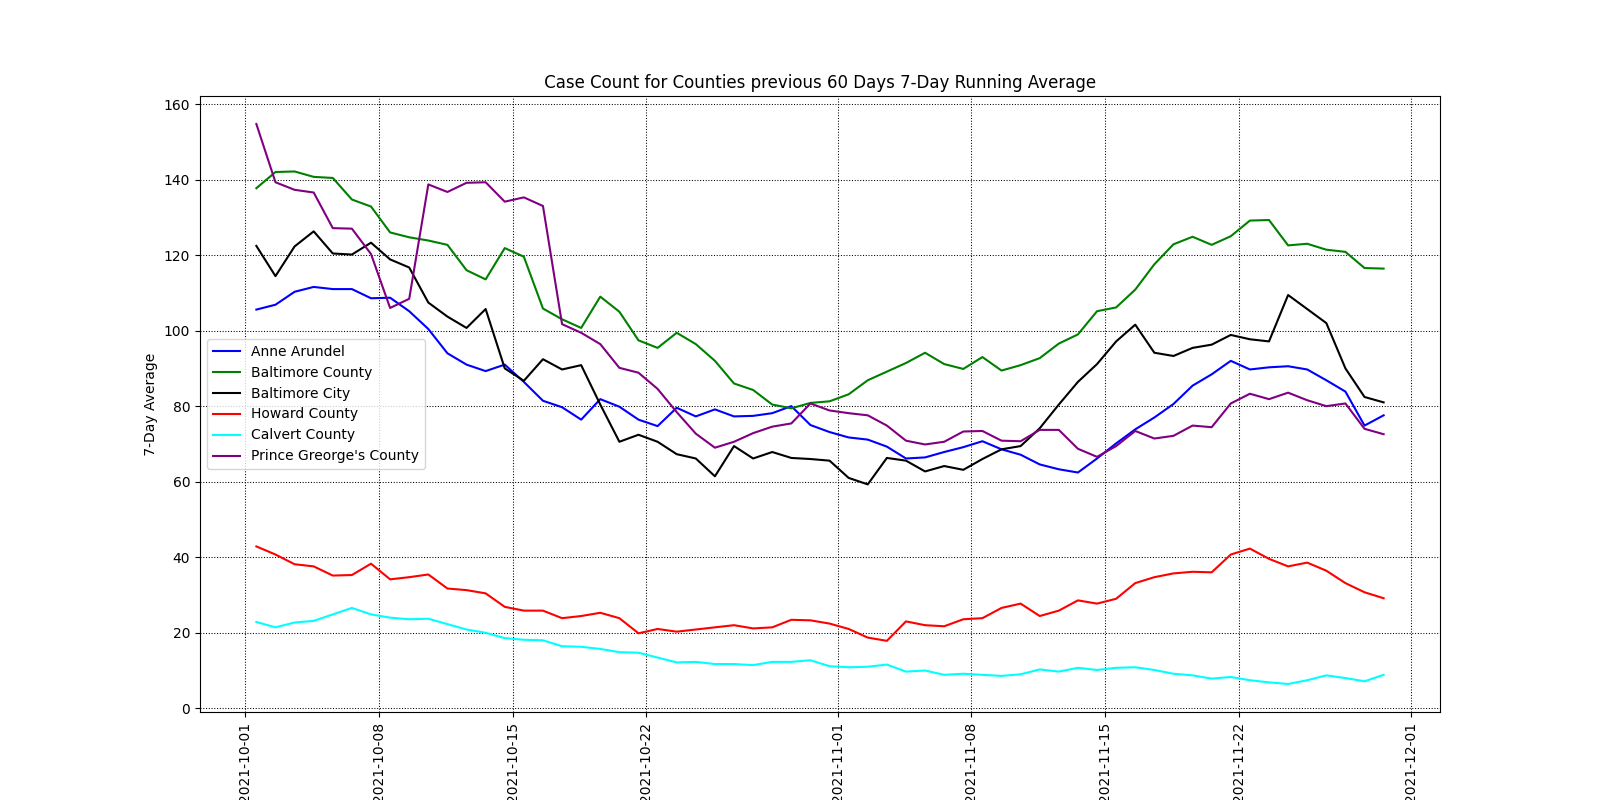 Case Count for Counties previous 60 Days 7-Day Running Average
160
140
120
100
80
60
40
20
0
7-Day Average
Anne Arundel
Baltimore County
Baltimore City
Howard County
Calvert County
Prince Greorge's County
2021-10-01
2021-10-08
2021-10-15
2021-10-22
2021-11-01
2021-11-08
2021-11-15
2021-11-22
2021-12-01